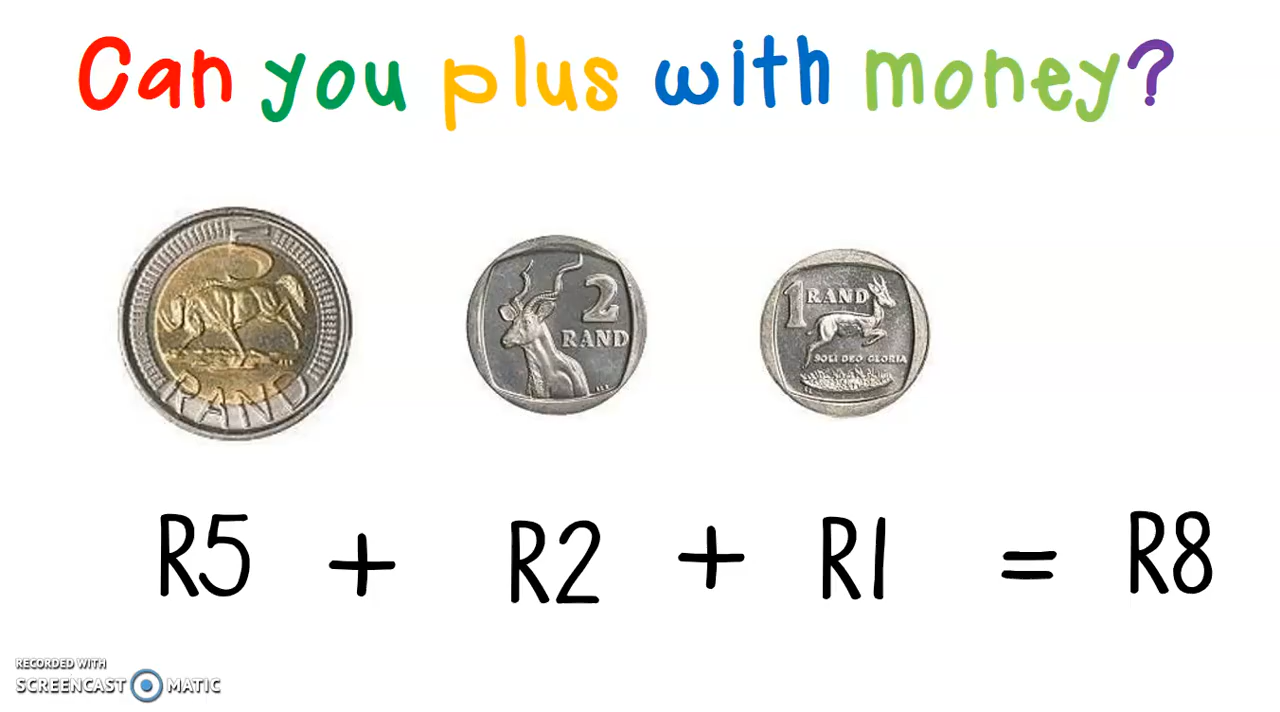 Can you plus with money?
5
RAND
2
RAND
1 RAND
SOLI DEO GLORIA
R5 + R2 + R1 = R8
RECORDED WITH
SCREENCAST MATIC